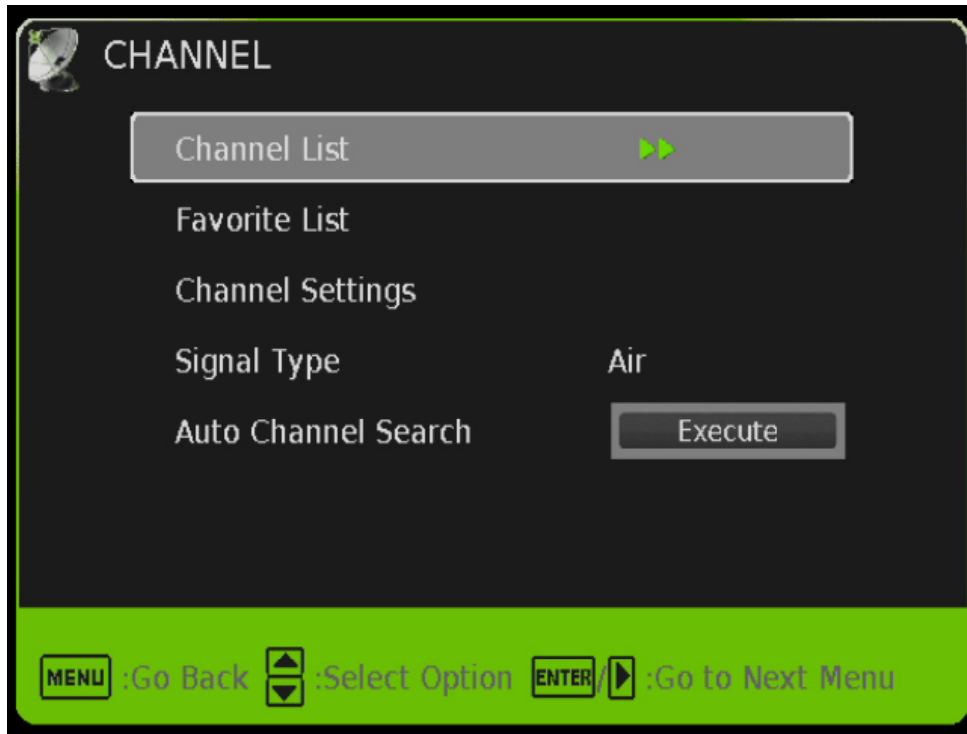 CHANNEL
Channel List
Favorite List
Channel Settings
Signal Type Air
Auto Channel Search Execute
MENU :Go Back :Select Option ENTER/ :Go to Next Menu